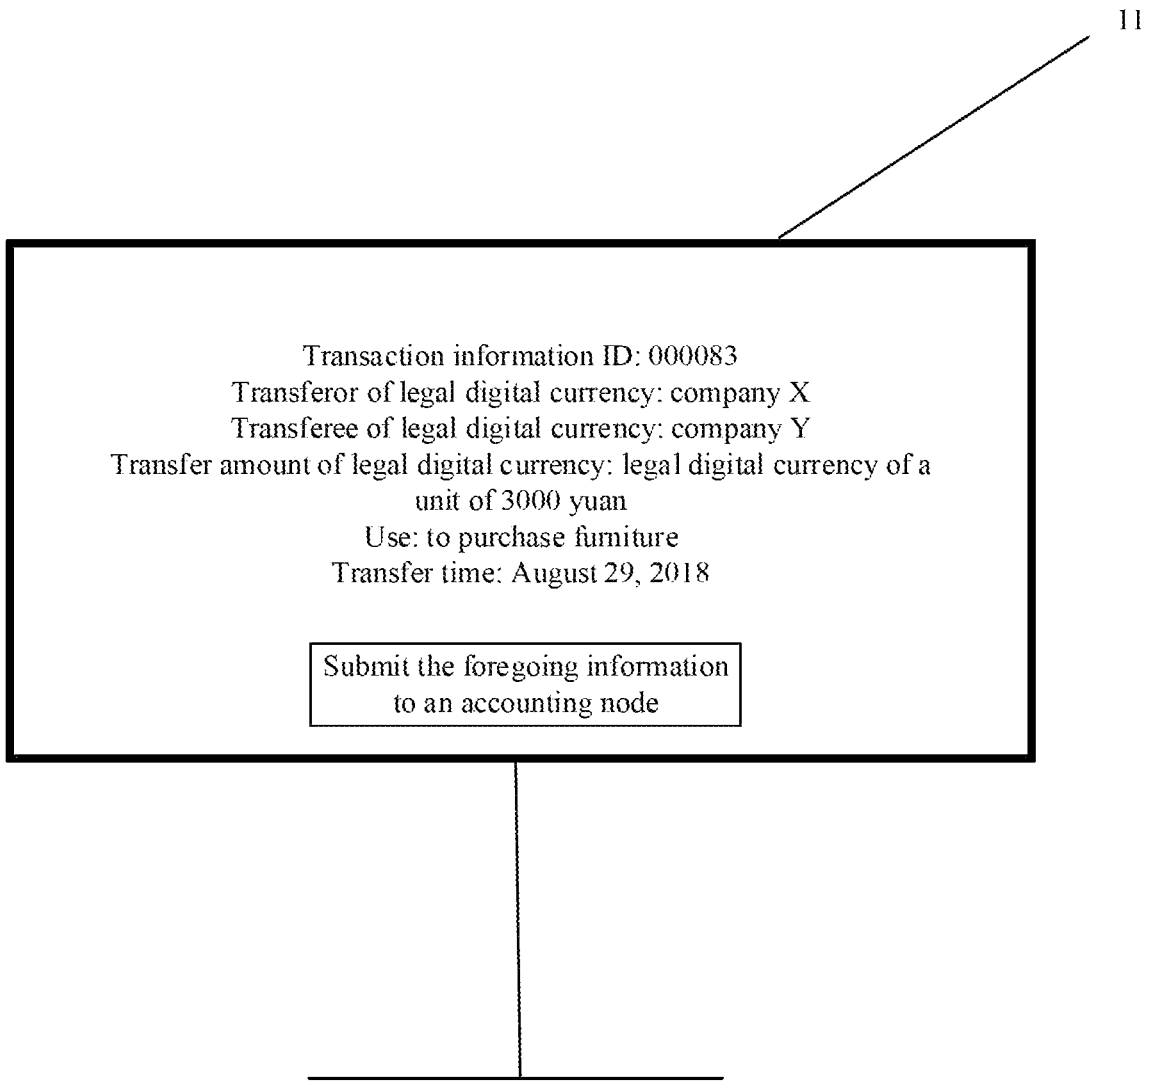 11
Transaction information ID: 000083
Transferor of legal digital currency: company X
Transferee of legal digital currency: company Y
Transfer amount of legal digital currency: legal digital currency of a
unit of 3000 yuan
Use: to purchase furniture
Transfer time: August 29, 2018
Submit the foregoing information
to an accounting node